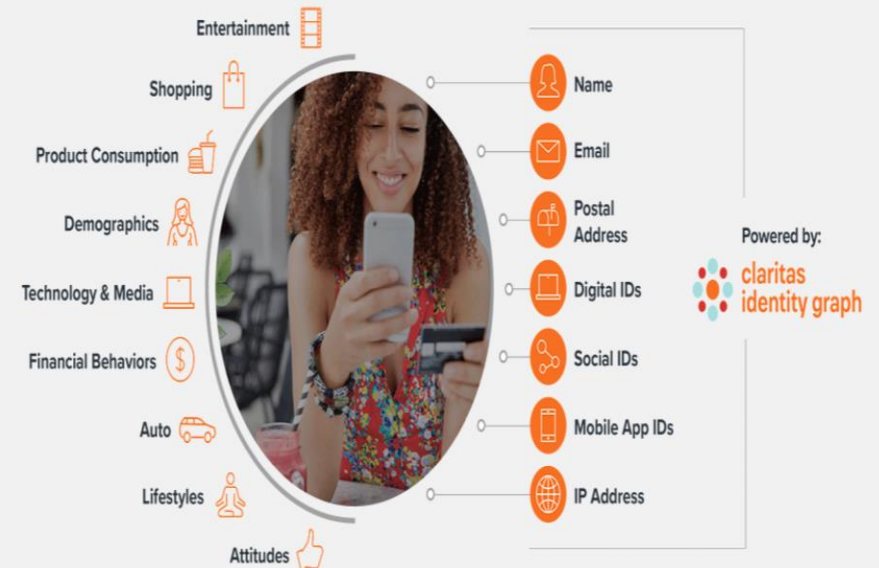 Entertainment
Shopping
Product Consumption
Demographics
Technology & Media
Financial Behaviors
$
Auto
Lifestyles
Attitudes
Name
Email
Postal
Address
Digital IDs
Social IDs
Mobile App IDs
IP Address
Powered by:
claritas
identity graph